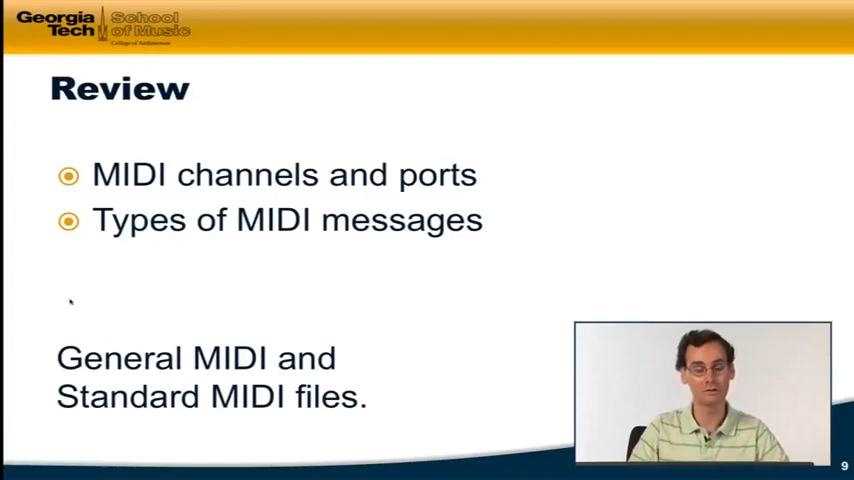 Georgia School
Tech of Music
College of Architecture
Review
MIDI channels and ports
Types of MIDI messages
General MIDI and
Standard MIDI files.
9